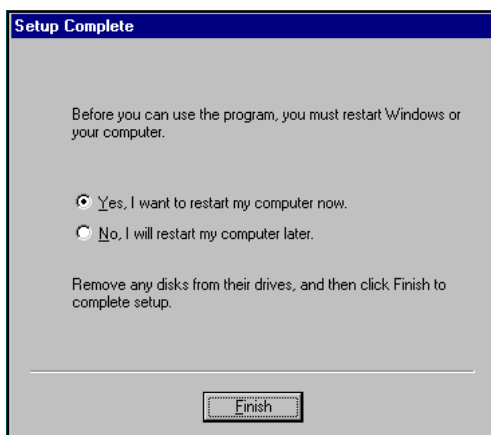 Setup Complete
Before you can use the program, you must restart Windows or
your computer.
Yes, I want to restart my computer now.
No, I will restart my computer later.
Remove any disks from their drives, and then click Finish to
complete setup.
Finish